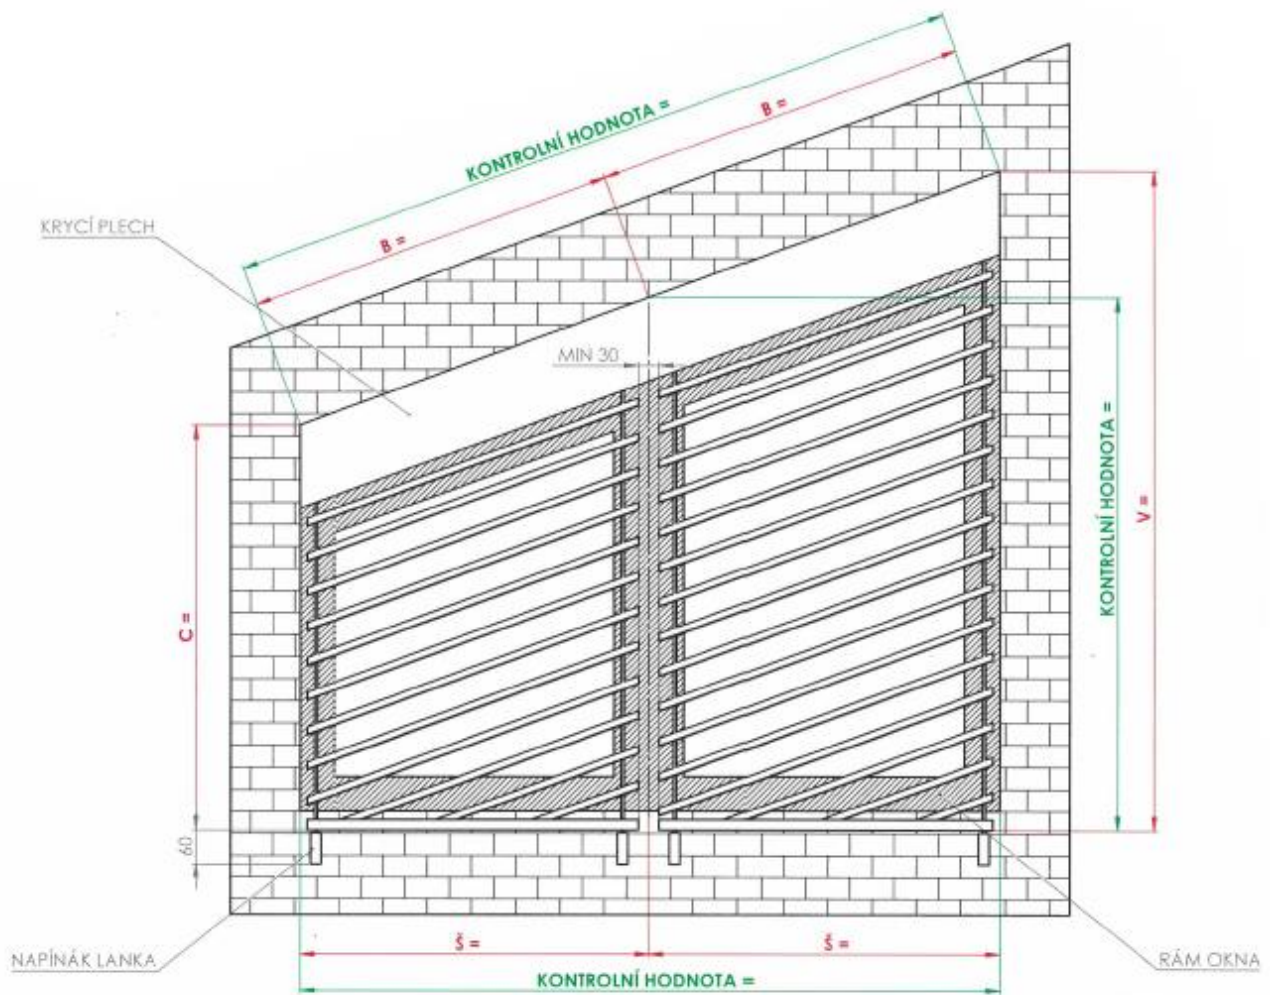 KONTROLNÍ HODNOTA =
B =
B =
KRYCÍ PLECH
MIN 30
KONTROLNÍ HODNOTA =
V =
C =
60
NAPÍNÁK LANKA
Š =
Š =
RÁM OKNA
KONTROLNÍ HODNOTA =